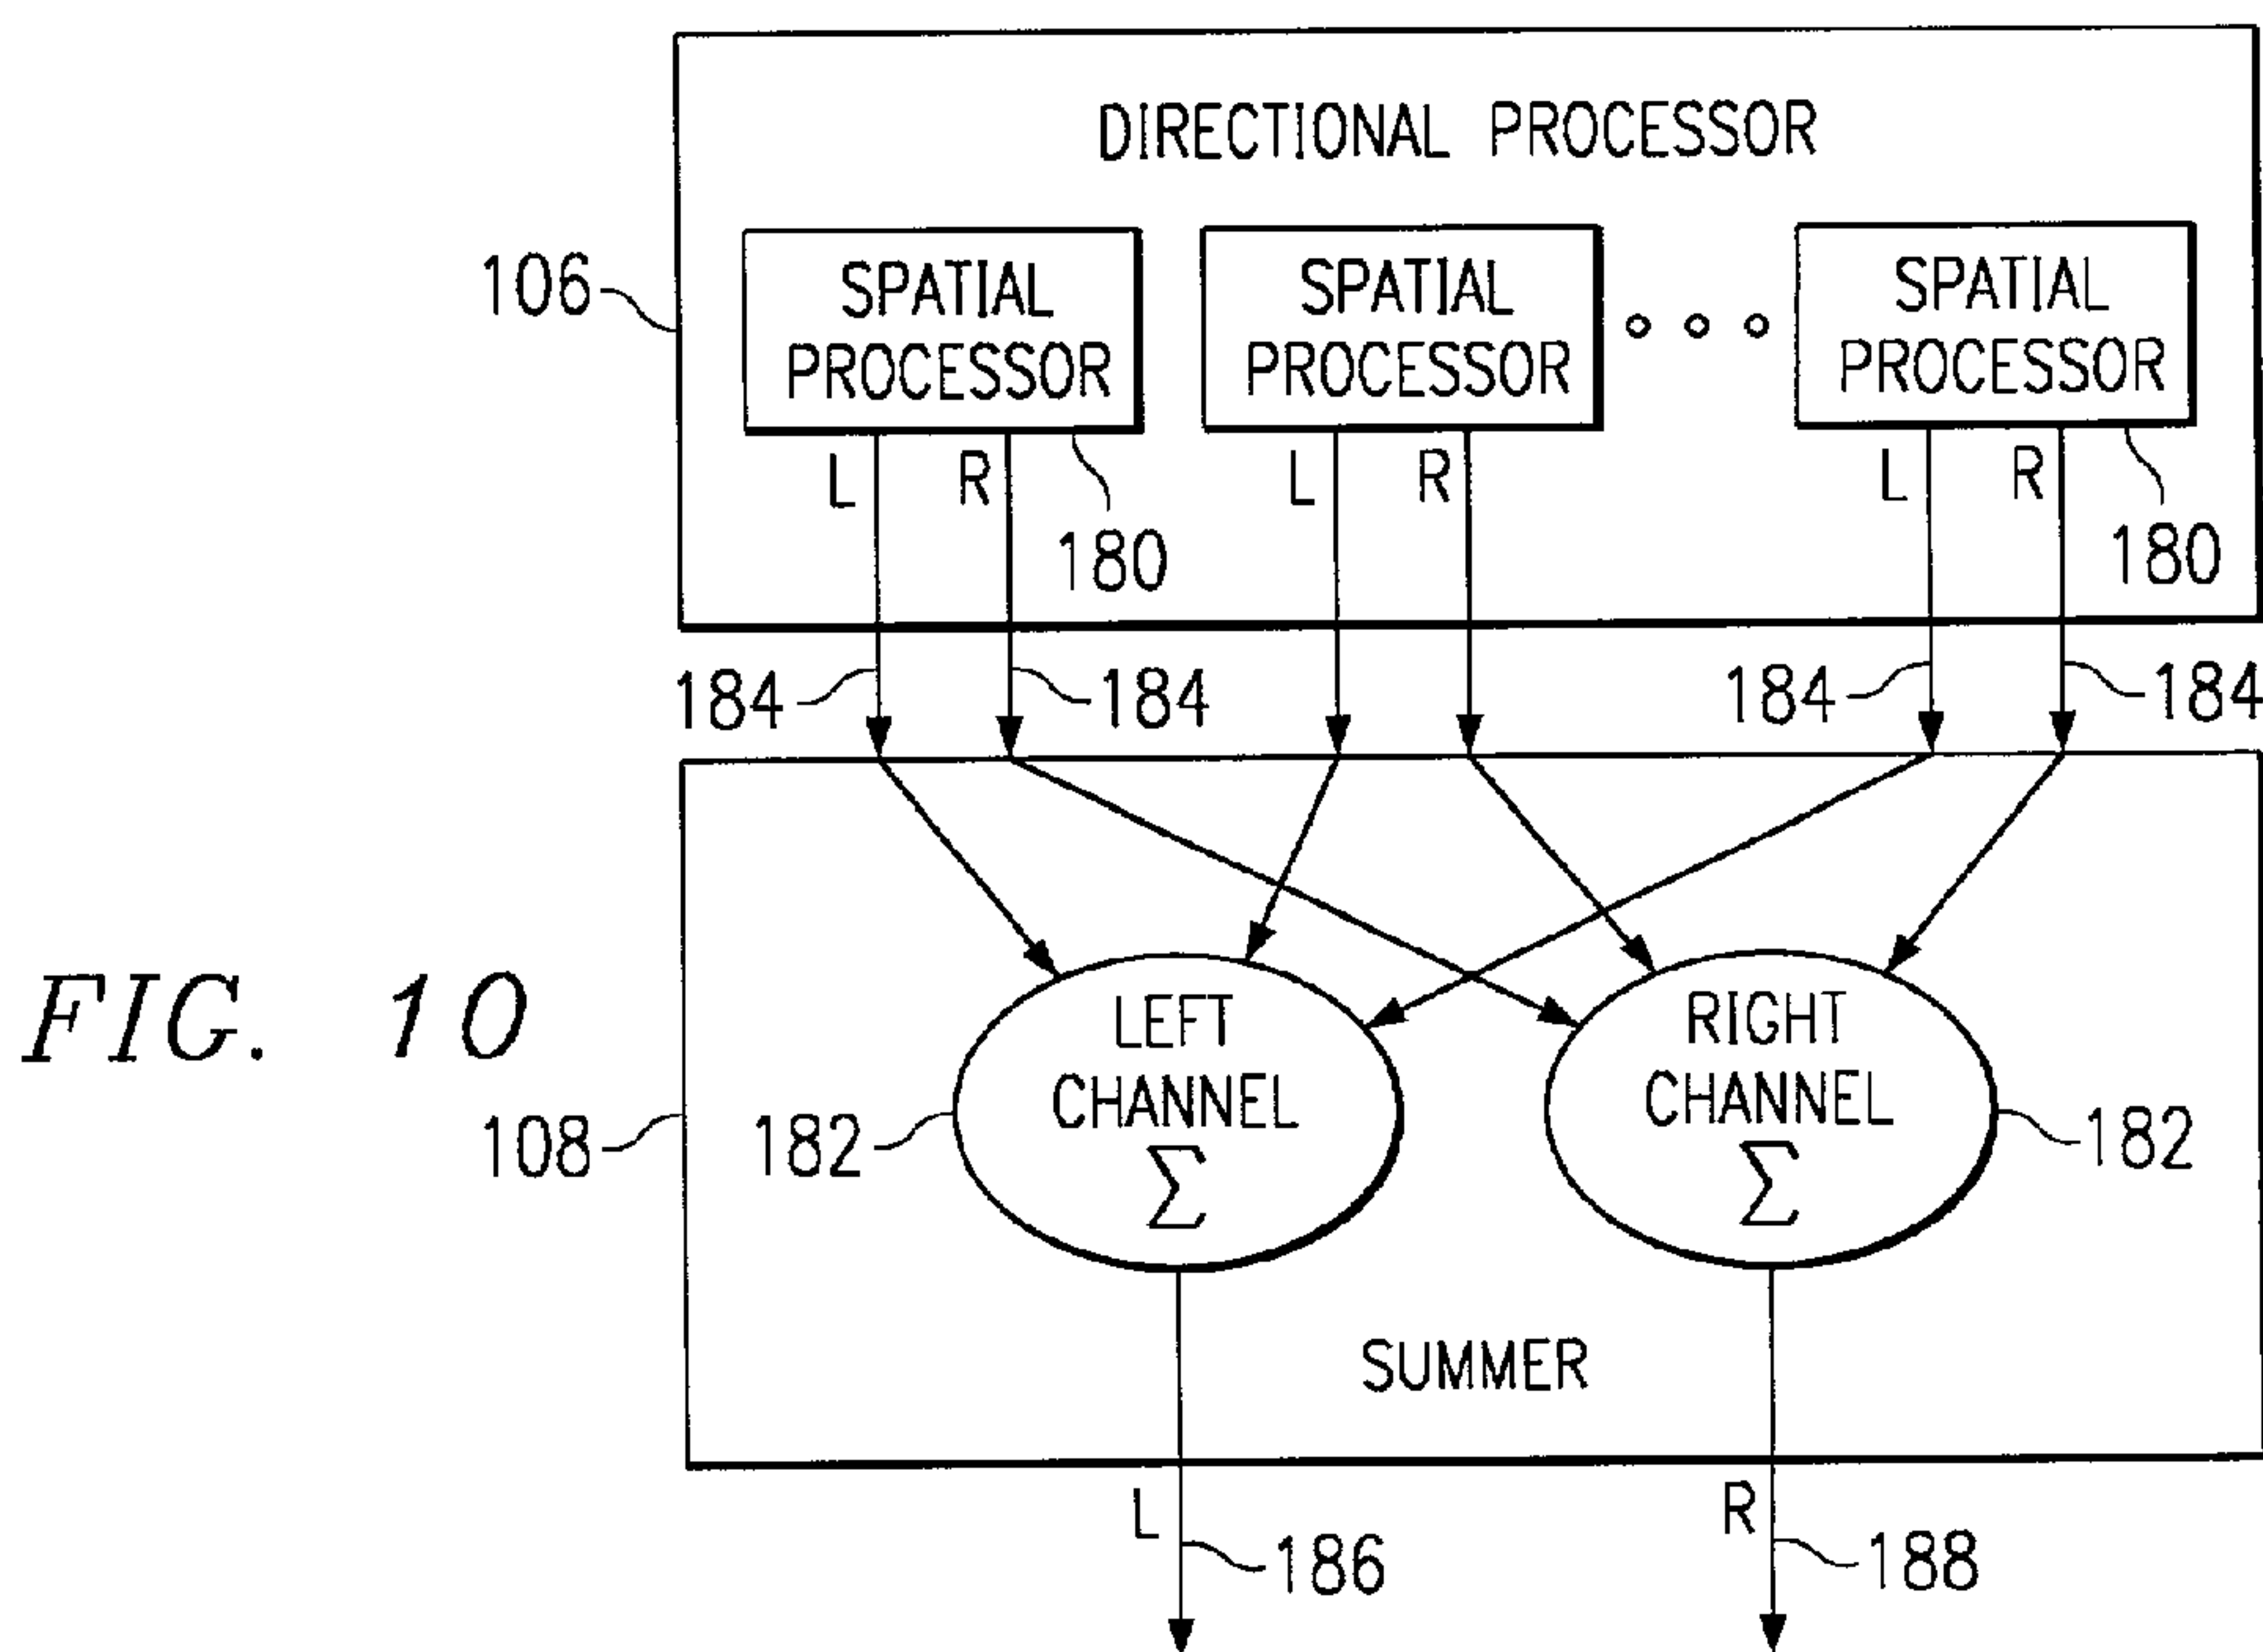 DIRECTIONAL PROCESSOR
106
SPATIAL
PROCESSOR
SPATIAL
PROCESSOR
SPATIAL
PROCESSOR
L
R
L
R
L
R
180
180
184
184
184
184
FIG. 10
108
182
LEFT
CHANNEL
Σ
RIGHT
CHANNEL
Σ
182
SUMMER
L
186
R
188